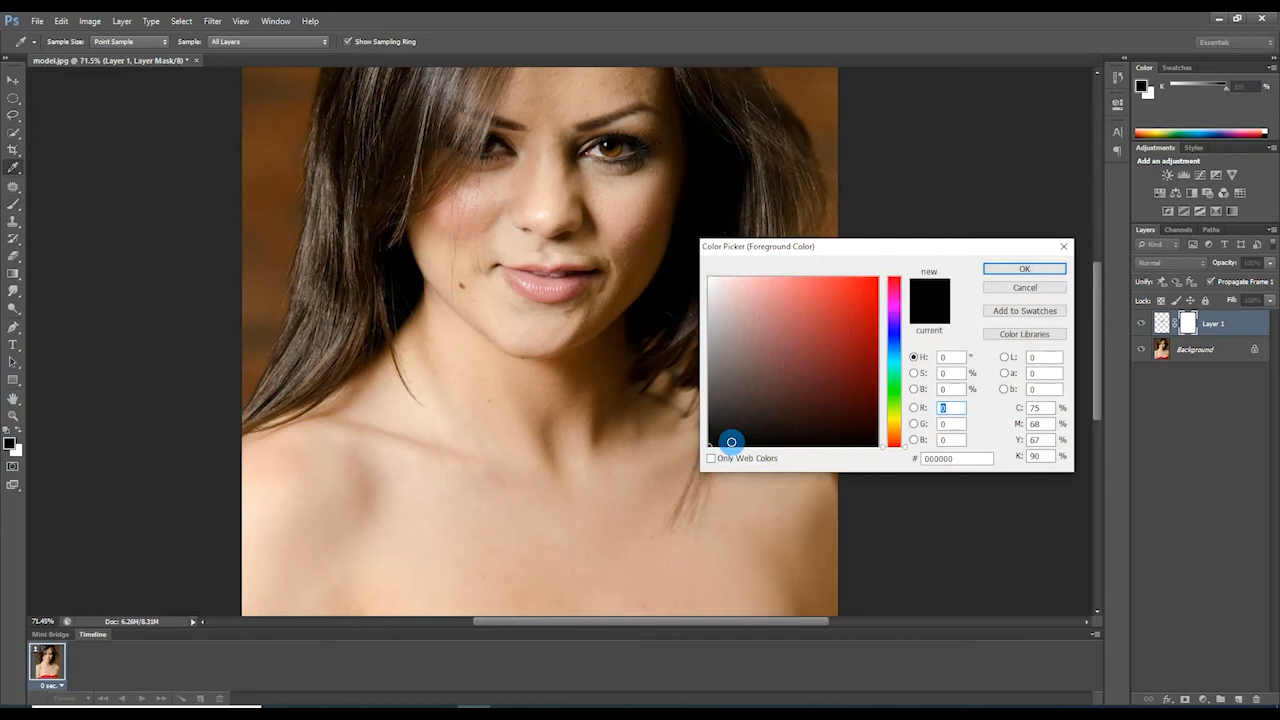 Ps File Edit Image Layer Type Select Filter View Window Help
Sample Size: Point Sample Sample: All Layers Show Sampling Ring Essentials
model.jpg @ 71.5% (Layer 1, Layer Mask/8) * ×
Color Swatches
K 100 %
Adjustments Styles
Add an adjustment
Layers Channels Paths
Kind
Normal Opacity: 100%
Unify: Propagate Frame 1
Lock: Fill: 100%
Layer 1
Background
Color Picker (Foreground Color)
new
current
OK
Cancel
Add to Swatches
Color Libraries
H: 0 ° L: 0
S: 0 % a: 0
B: 0 % b: 0
R: 0 C: 75 %
G: 0 M: 68 %
B: 0 Y: 67 %
# 000000 K: 90 %
Only Web Colors
71.45% Doc: 6.26M/8.31M
Mini Bridge Timeline
1
0 sec.
Forever